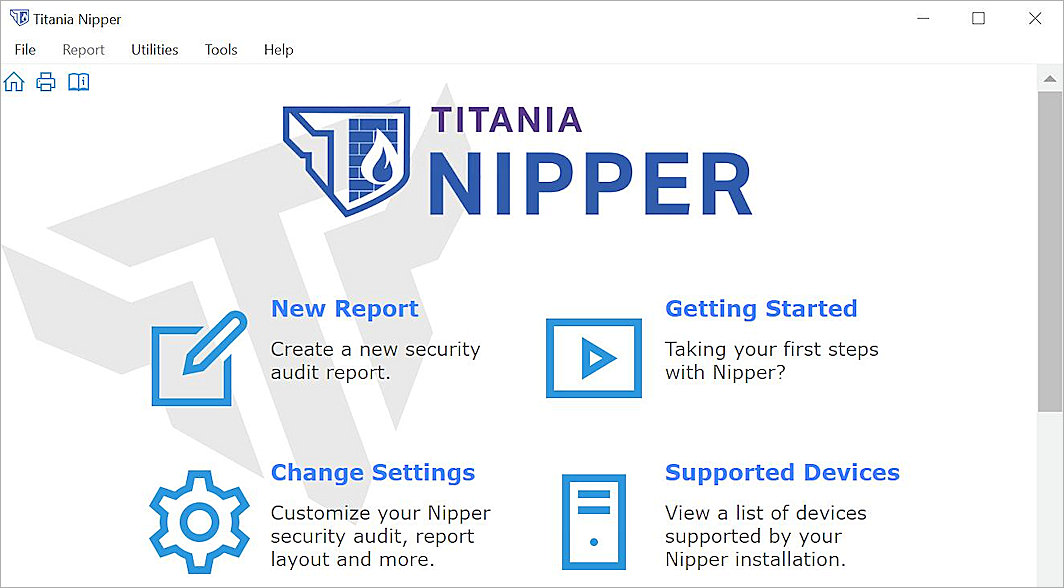 Titania Nipper
File Report Utilities Tools Help
TITANIA
NIPPER
New Report
Create a new security
audit report.
Getting Started
Taking your first steps
with Nipper?
Change Settings
Customize your Nipper
security audit, report
layout and more.
Supported Devices
View a list of devices
supported by your
Nipper installation.